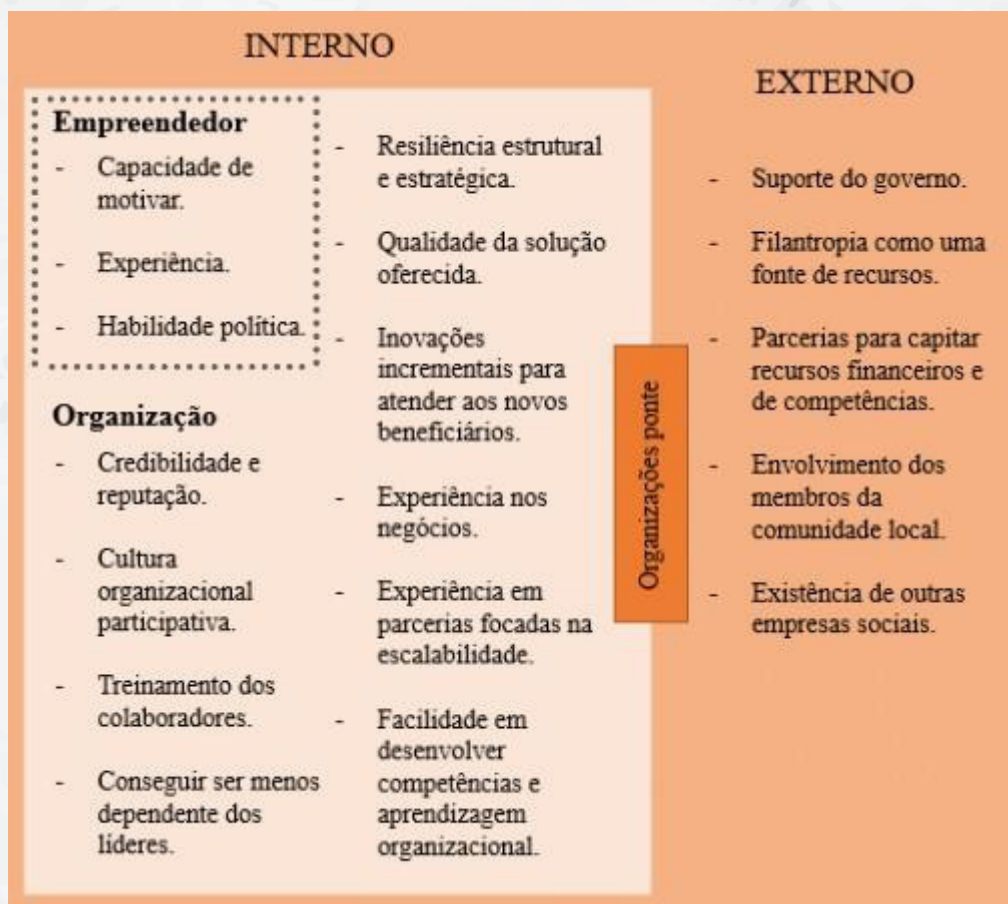 INTERNO
Empreendedor
- Capacidade de
motivar.
- Experiência.
- Habilidade política.
Organização
- Credibilidade e
reputação.
- Cultura
organizacional
participativa.
- Treinamento dos
colaboradores.
- Conseguir ser menos
dependente dos
líderes.
- Resiliência estrutural
e estratégica.
- Qualidade da solução
oferecida.
- Inovações
incrementais para
atender aos novos
beneficiários.
- Experiência nos
negócios.
- Experiência em
parcerias focadas na
escalabilidade.
- Facilidade em
desenvolver
competências e
aprendizagem
organizacional.
Organizações ponte
EXTERNO
- Suporte do governo.
- Filantropia como uma
fonte de recursos.
- Parcerias para capitar
recursos financeiros e
de competências.
- Envolvimento dos
membros da
comunidade local.
- Existência de outras
empresas sociais.